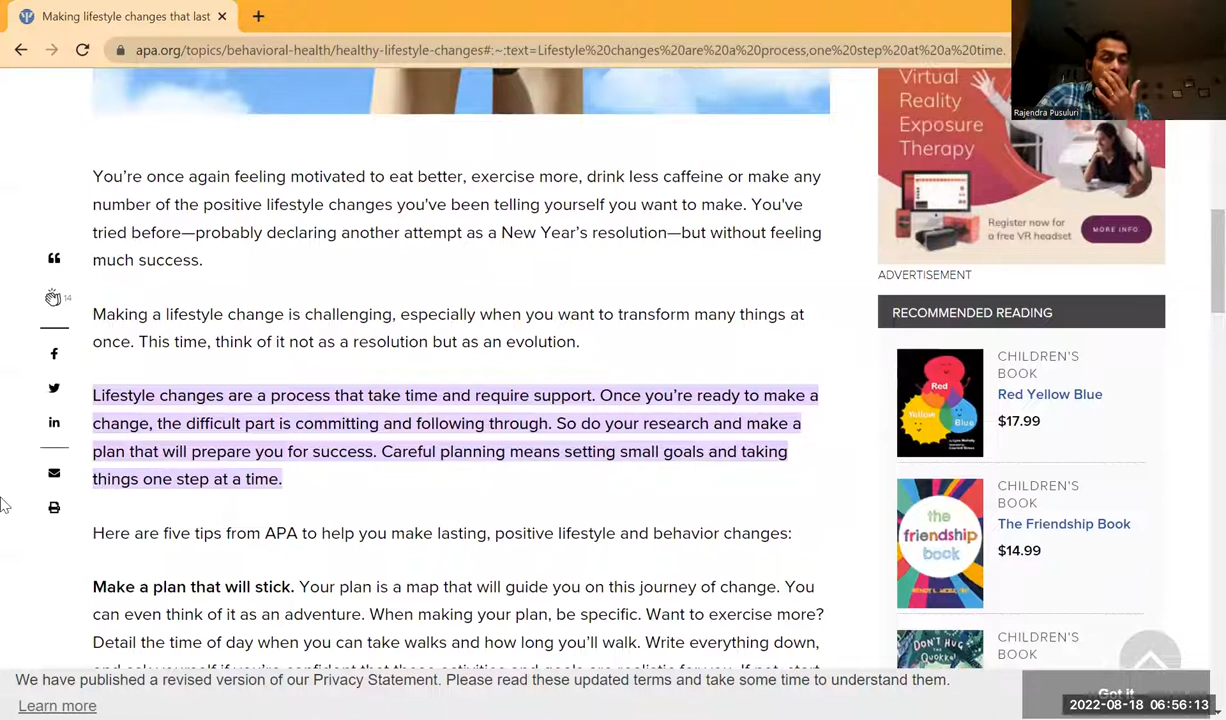 Making lifestyle changes that last
apa.org/topics/behavioral-health/healthy-lifestyle-changes#:~:text=Lifestyle%20changes%20are%20a%20process,one%20step%20at%20a%20time.
Rajendra Pusuluri
Virtual
Reality
Exposure
Therapy
Register now for
a free VR headset
MORE INFO
ADVERTISEMENT
You're once again feeling motivated to eat better, exercise more, drink less caffeine or make any
number of the positive lifestyle changes you've been telling yourself you want to make. You've
tried before—probably declaring another attempt as a New Year's resolution—but without feeling
much success.
14
Making a lifestyle change is challenging, especially when you want to transform many things at
once. This time, think of it not as a resolution but as an evolution.
Lifestyle changes are a process that take time and require support. Once you're ready to make a
change, the difficult part is committing and following through. So do your research and make a
plan that will prepare you for success. Careful planning means setting small goals and taking
things one step at a time.
Here are five tips from APA to help you make lasting, positive lifestyle and behavior changes:
Make a plan that will stick. Your plan is a map that will guide you on this journey of change. You
can even think of it as an adventure. When making your plan, be specific. Want to exercise more?
Detail the time of day when you can take walks and how long you'll walk. Write everything down,
RECOMMENDED READING
Red
Yellow
Blue
CHILDREN'S
BOOK
Red Yellow Blue
$17.99
the
friendship
book
CHILDREN'S
BOOK
The Friendship Book
$14.99
DON'T HUG
THE
QUOKKA
CHILDREN'S
BOOK
We have published a revised version of our Privacy Statement. Please read these updated terms and take some time to understand them.
Learn more
Got it
2022-08-18 06:56:13